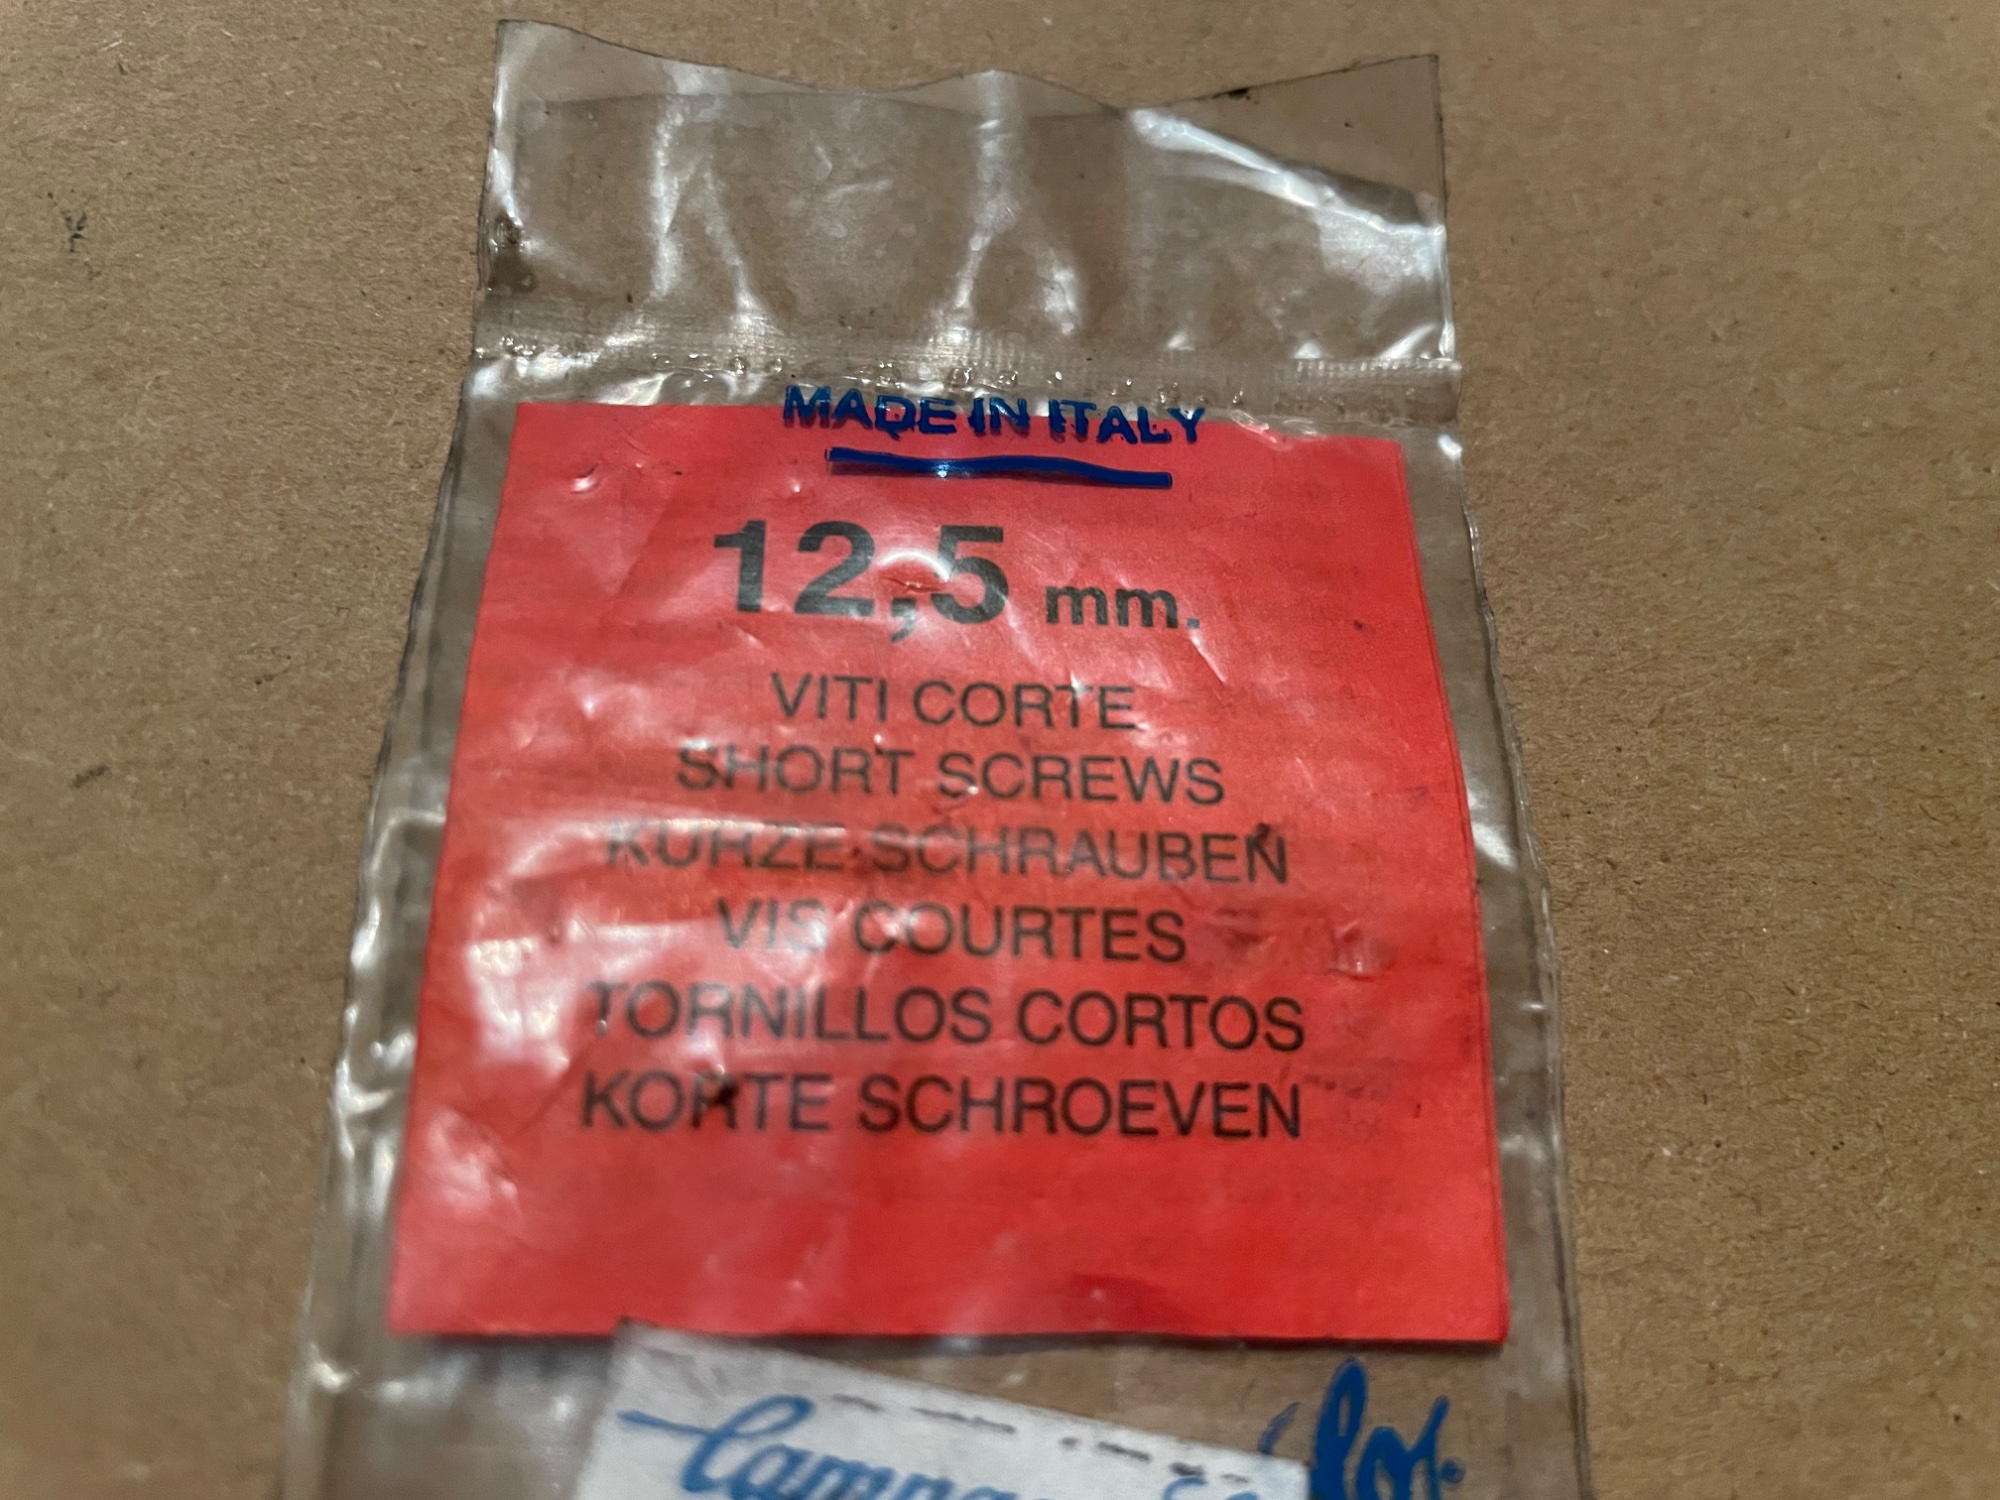 MADE IN ITALY
12,5 mm.
VITI CORTE
SHORT SCREWS
KURZE SCHRAUBEN
VIS COURTES
TORNILLOS CORTOS
KORTE SCHROEVEN